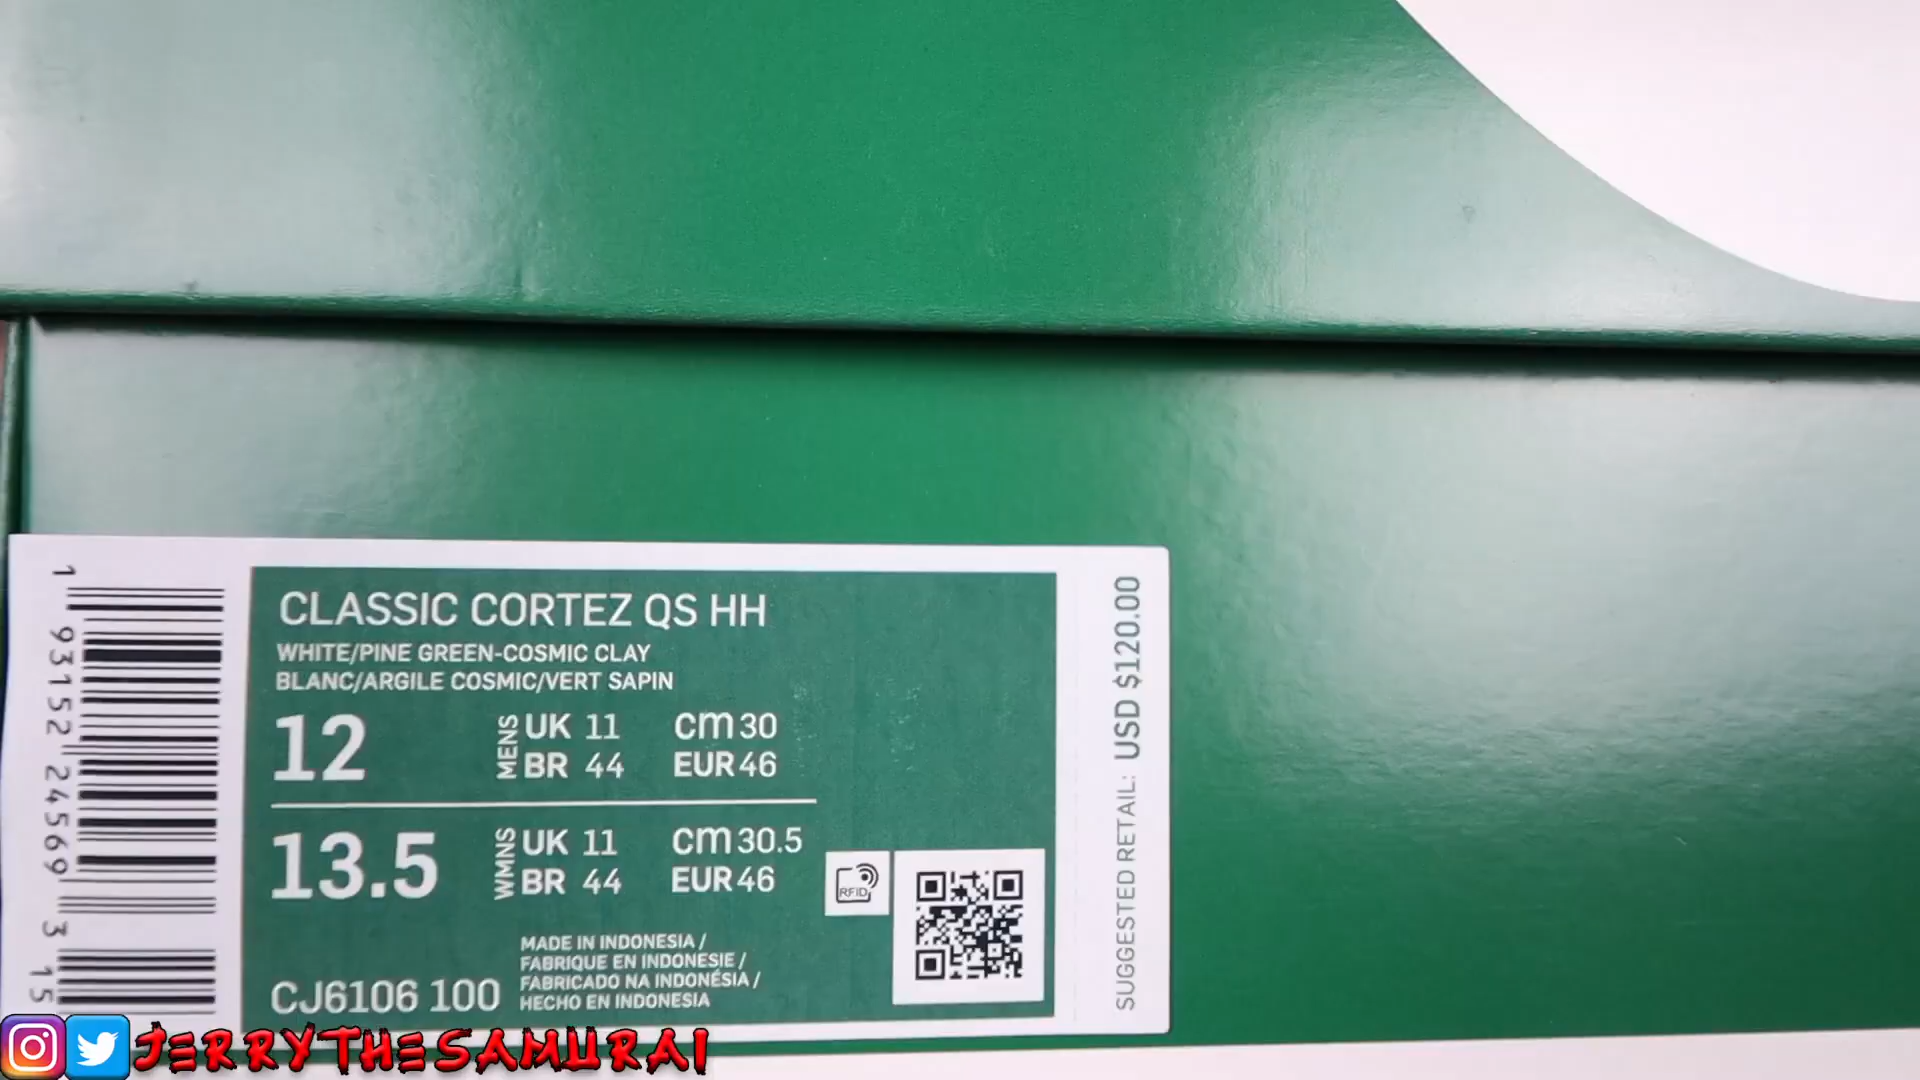 CLASSIC CORTEZ QS HH
WHITE/PINE GREEN-COSMIC CLAY
BLANC/ARGILE COSMIC/VERT SAPIN
12
MENS
UK 11
cm 30
BR 44
EUR 46
13.5
WMNS
UK 11
cm 30.5
BR 44
EUR 46
RFID
MADE IN INDONESIA /
FABRIQUE EN INDONESIE /
FABRICADO NA INDONÉSIA /
HECHO EN INDONESIA
CJ6106 100
SUGGESTED RETAIL: USD $120.00
1 93152 24569 3 15
JERRYTHESAMURAI